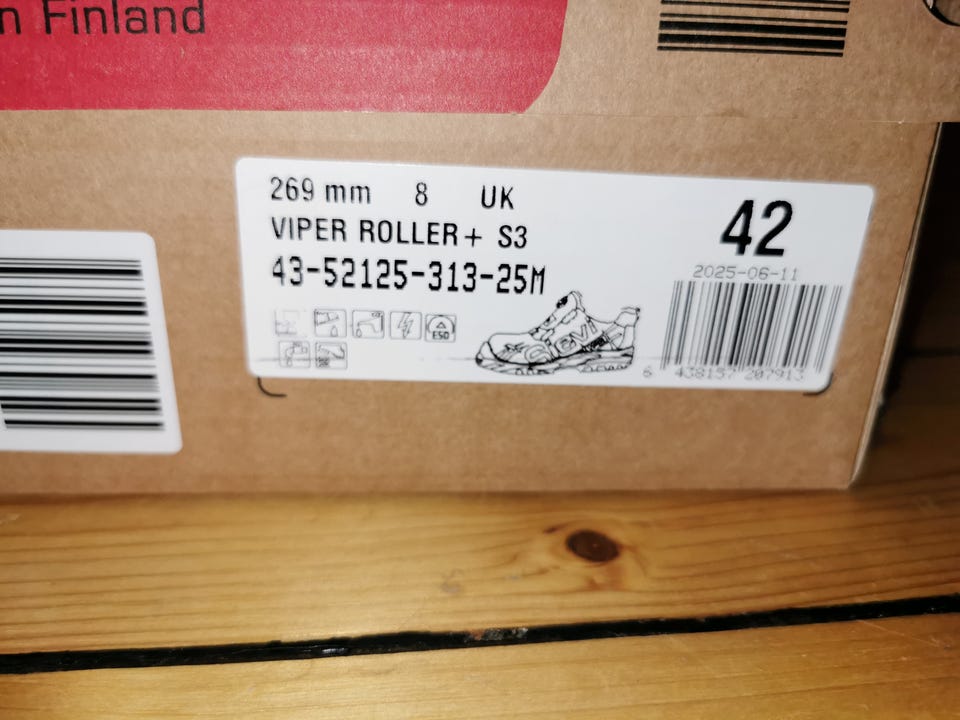 n Finland
269 mm 8 UK
VIPER ROLLER+ S3
43-52125-313-25M
42
2025-06-11
ESD
sievi
6 438157 207913